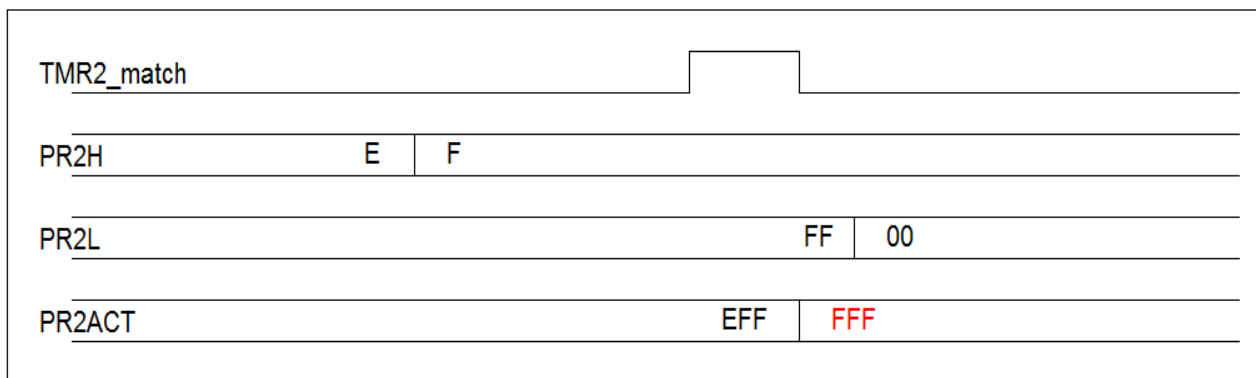 TMR2_match
PR2H E F
PR2L FF 00
PR2ACT EFF FFF